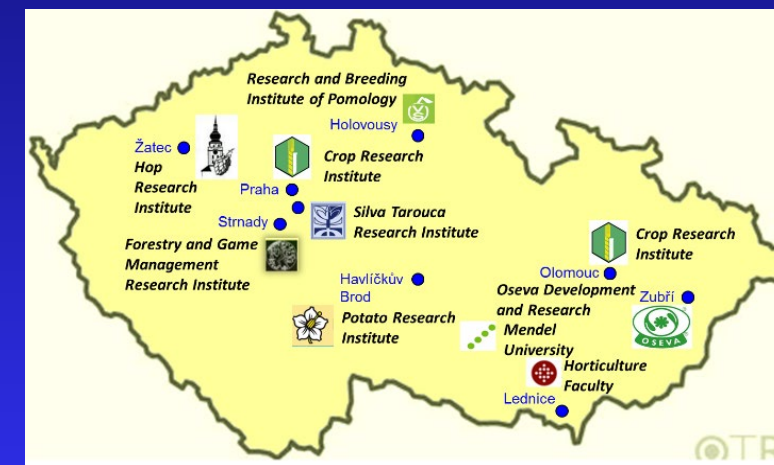 Research and Breeding
Institute of Pomology
Holovousy
Žatec
Hop
Research
Institute
Crop Research
Institute
Praha
Strnady
Silva Tarouca
Research Institute
Forestry and Game
Management
Research Institute
Crop Research
Institute
Olomouc
Havlíčkův
Brod
Oseva Development
and Research
Zubří
OSEVA
Potato Research
Institute
Mendel
University
Horticulture
Faculty
Lednice